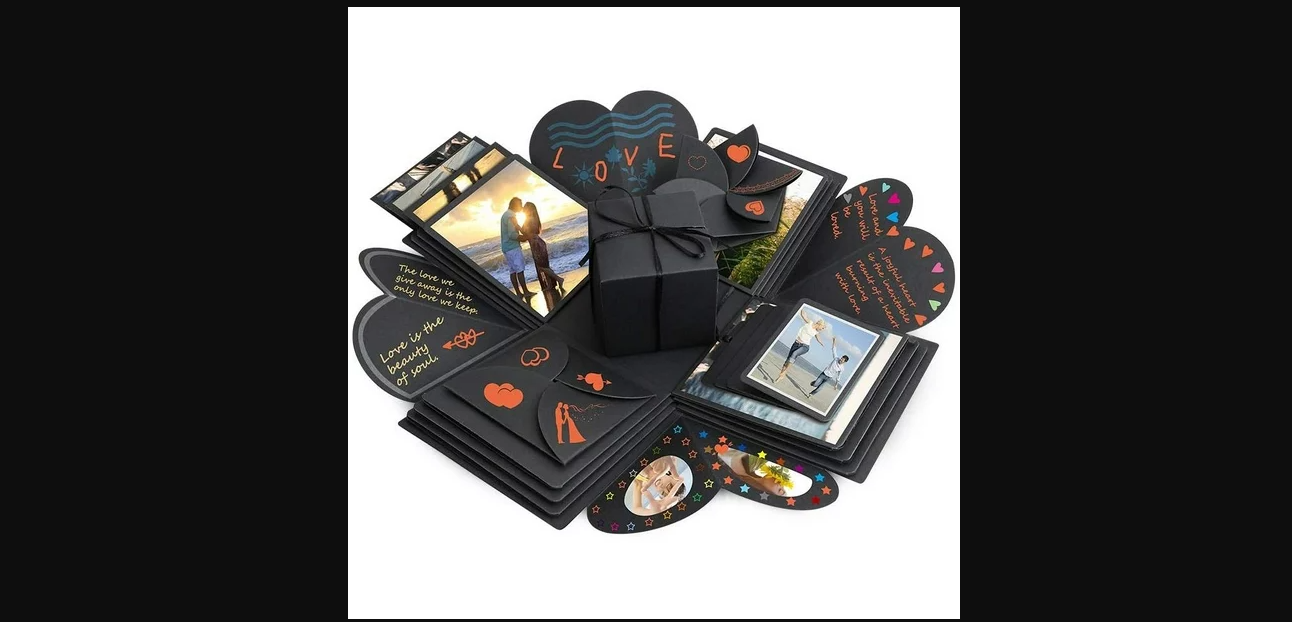 LOVE
Love and
you will
be
loved.
The love we
give away is the
only love we keep.
A joyful heart
is the inevitable
result of a heart
burning
with love.
Love is the
beauty
of soul.